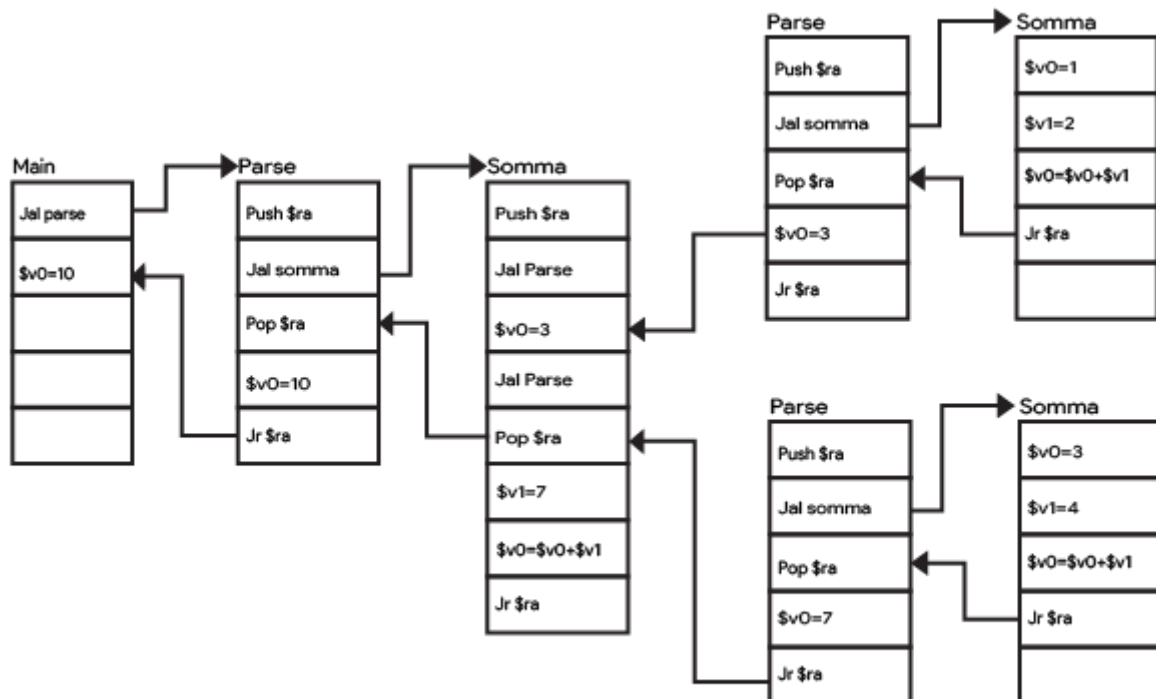 Main
Jal parse
$v0=10
Parse
Push $ra
Jal somma
Pop $ra
$v0=10
Jr $ra
Somma
Push $ra
Jal Parse
$v0=3
Jal Parse
Pop $ra
$v1=7
$v0=$v0+$v1
Jr $ra
Parse
Push $ra
Jal somma
Pop $ra
$v0=3
Jr $ra
Somma
$v0=1
$v1=2
$v0=$v0+$v1
Jr $ra
Parse
Push $ra
Jal somma
Pop $ra
$v0=7
Jr $ra
Somma
$v0=3
$v1=4
$v0=$v0+$v1
Jr $ra